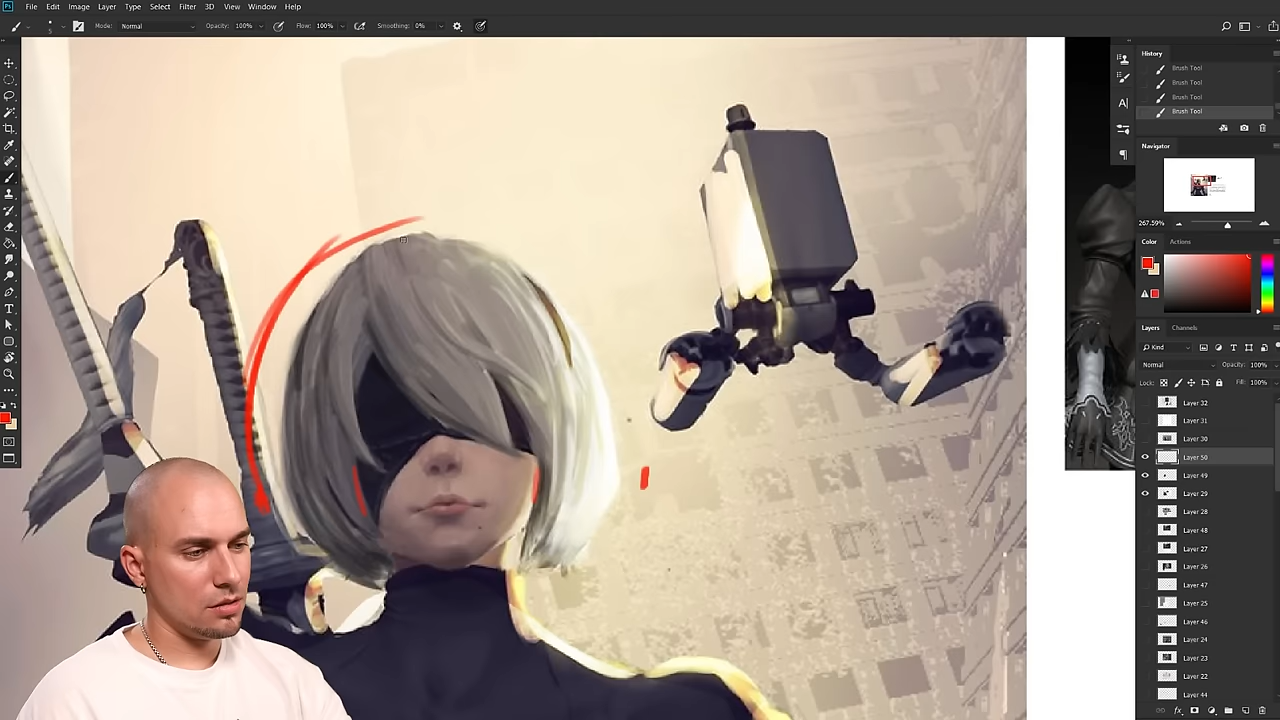 Ps File Edit Image Layer Type Select Filter 3D View Window Help
5 Mode: Normal Opacity: 100% Flow: 100% Smoothing: 0%
History
Brush Tool
Brush Tool
Brush Tool
Brush Tool
Navigator
267.59%
Color Actions
Layers Channels
Kind
Normal Opacity: 100%
Lock: Fill: 100%
Layer 32
Layer 31
Layer 30
Layer 50
Layer 49
Layer 29
Layer 28
Layer 48
Layer 27
Layer 26
Layer 47
Layer 25
Layer 46
Layer 24
Layer 23
Layer 22
Layer 44